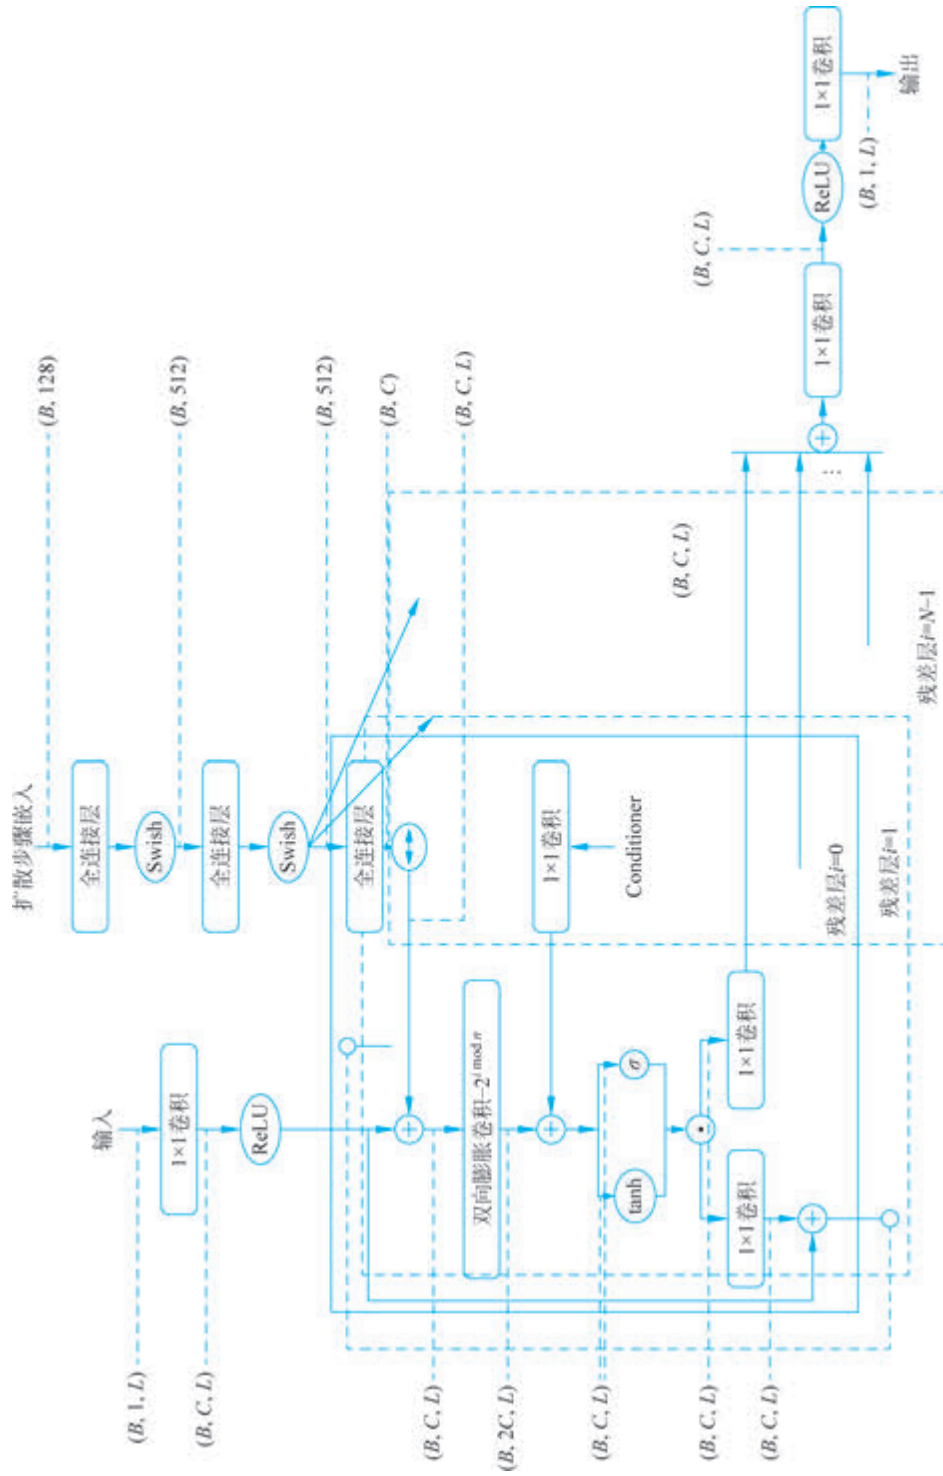 扩散步骤嵌入
(B, 128)
全连接层
Swish
(B, 512)
全连接层
Swish
(B, 512)
全连接层
(B, C)
(B, C, L)
输入
(B, 1, L)
1×1卷积
(B, C, L)
ReLU
(B, C, L)
双向膨胀卷积-2^{i mod n}
(B, 2C, L)
1×1卷积
Conditioner
(B, C, L)
tanh
σ
(B, C, L)
1×1卷积
1×1卷积
(B, C, L)
残差层i=0
残差层i=1
残差层i=N-1
(B, C, L)
⋮
1×1卷积
(B, C, L)
ReLU
1×1卷积
(B, 1, L)
输出